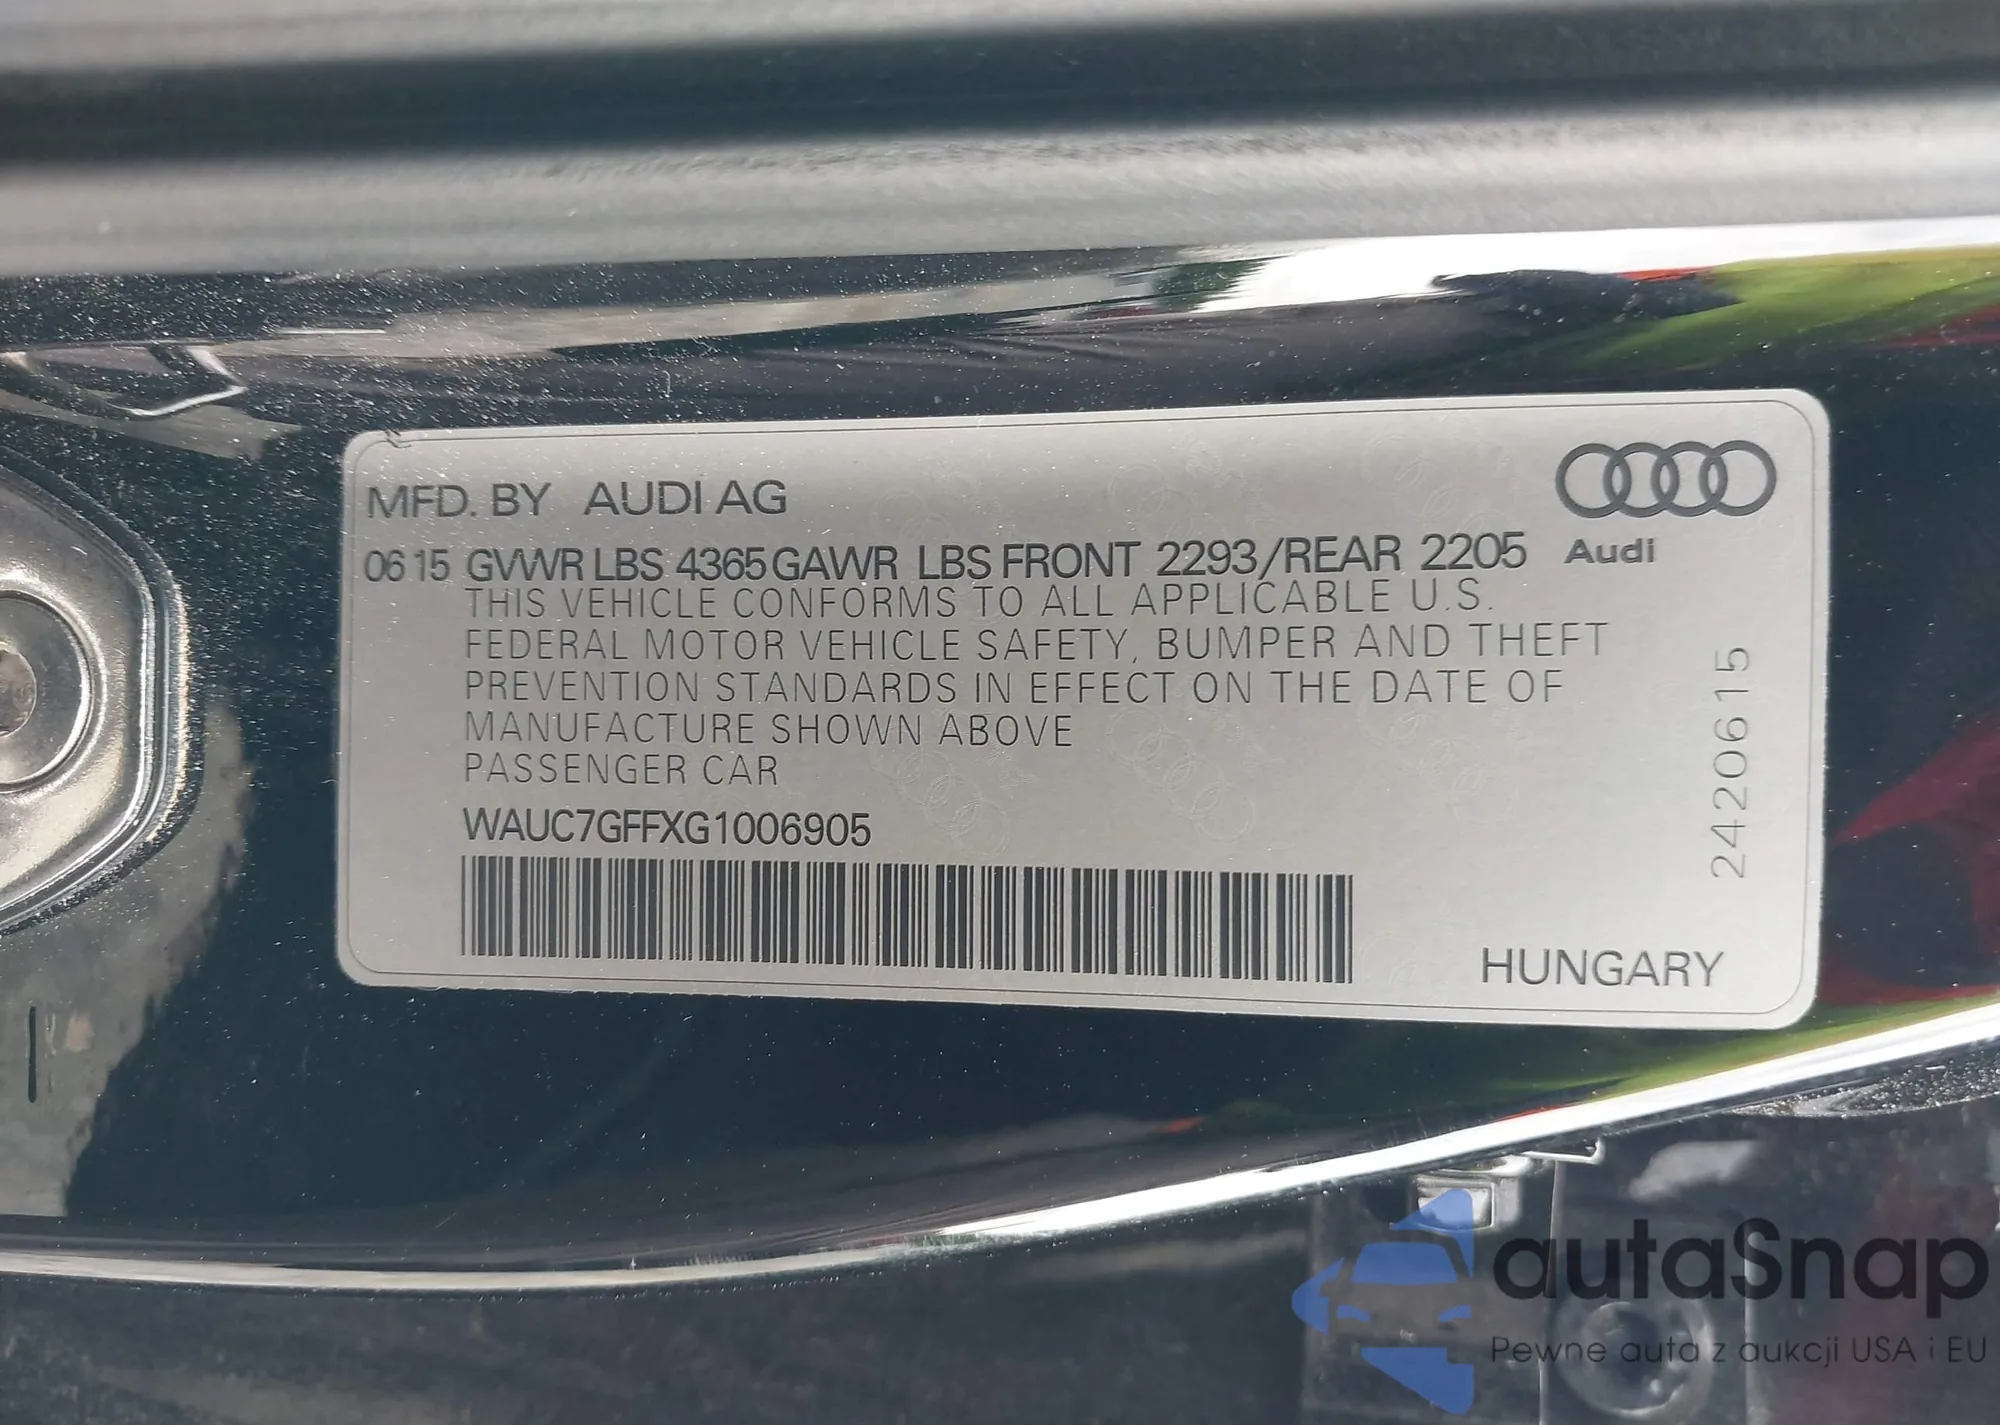 MFD. BY AUDI AG
06 15 GVWR LBS 4365 GAWR LBS FRONT 2293/REAR 2205
Audi
THIS VEHICLE CONFORMS TO ALL APPLICABLE U.S.
FEDERAL MOTOR VEHICLE SAFETY, BUMPER AND THEFT
PREVENTION STANDARDS IN EFFECT ON THE DATE OF
MANUFACTURE SHOWN ABOVE
PASSENGER CAR
WAUC7GFFXG1006905
2420615
HUNGARY
autaSnap
Pewne auta z aukcji USA i EU